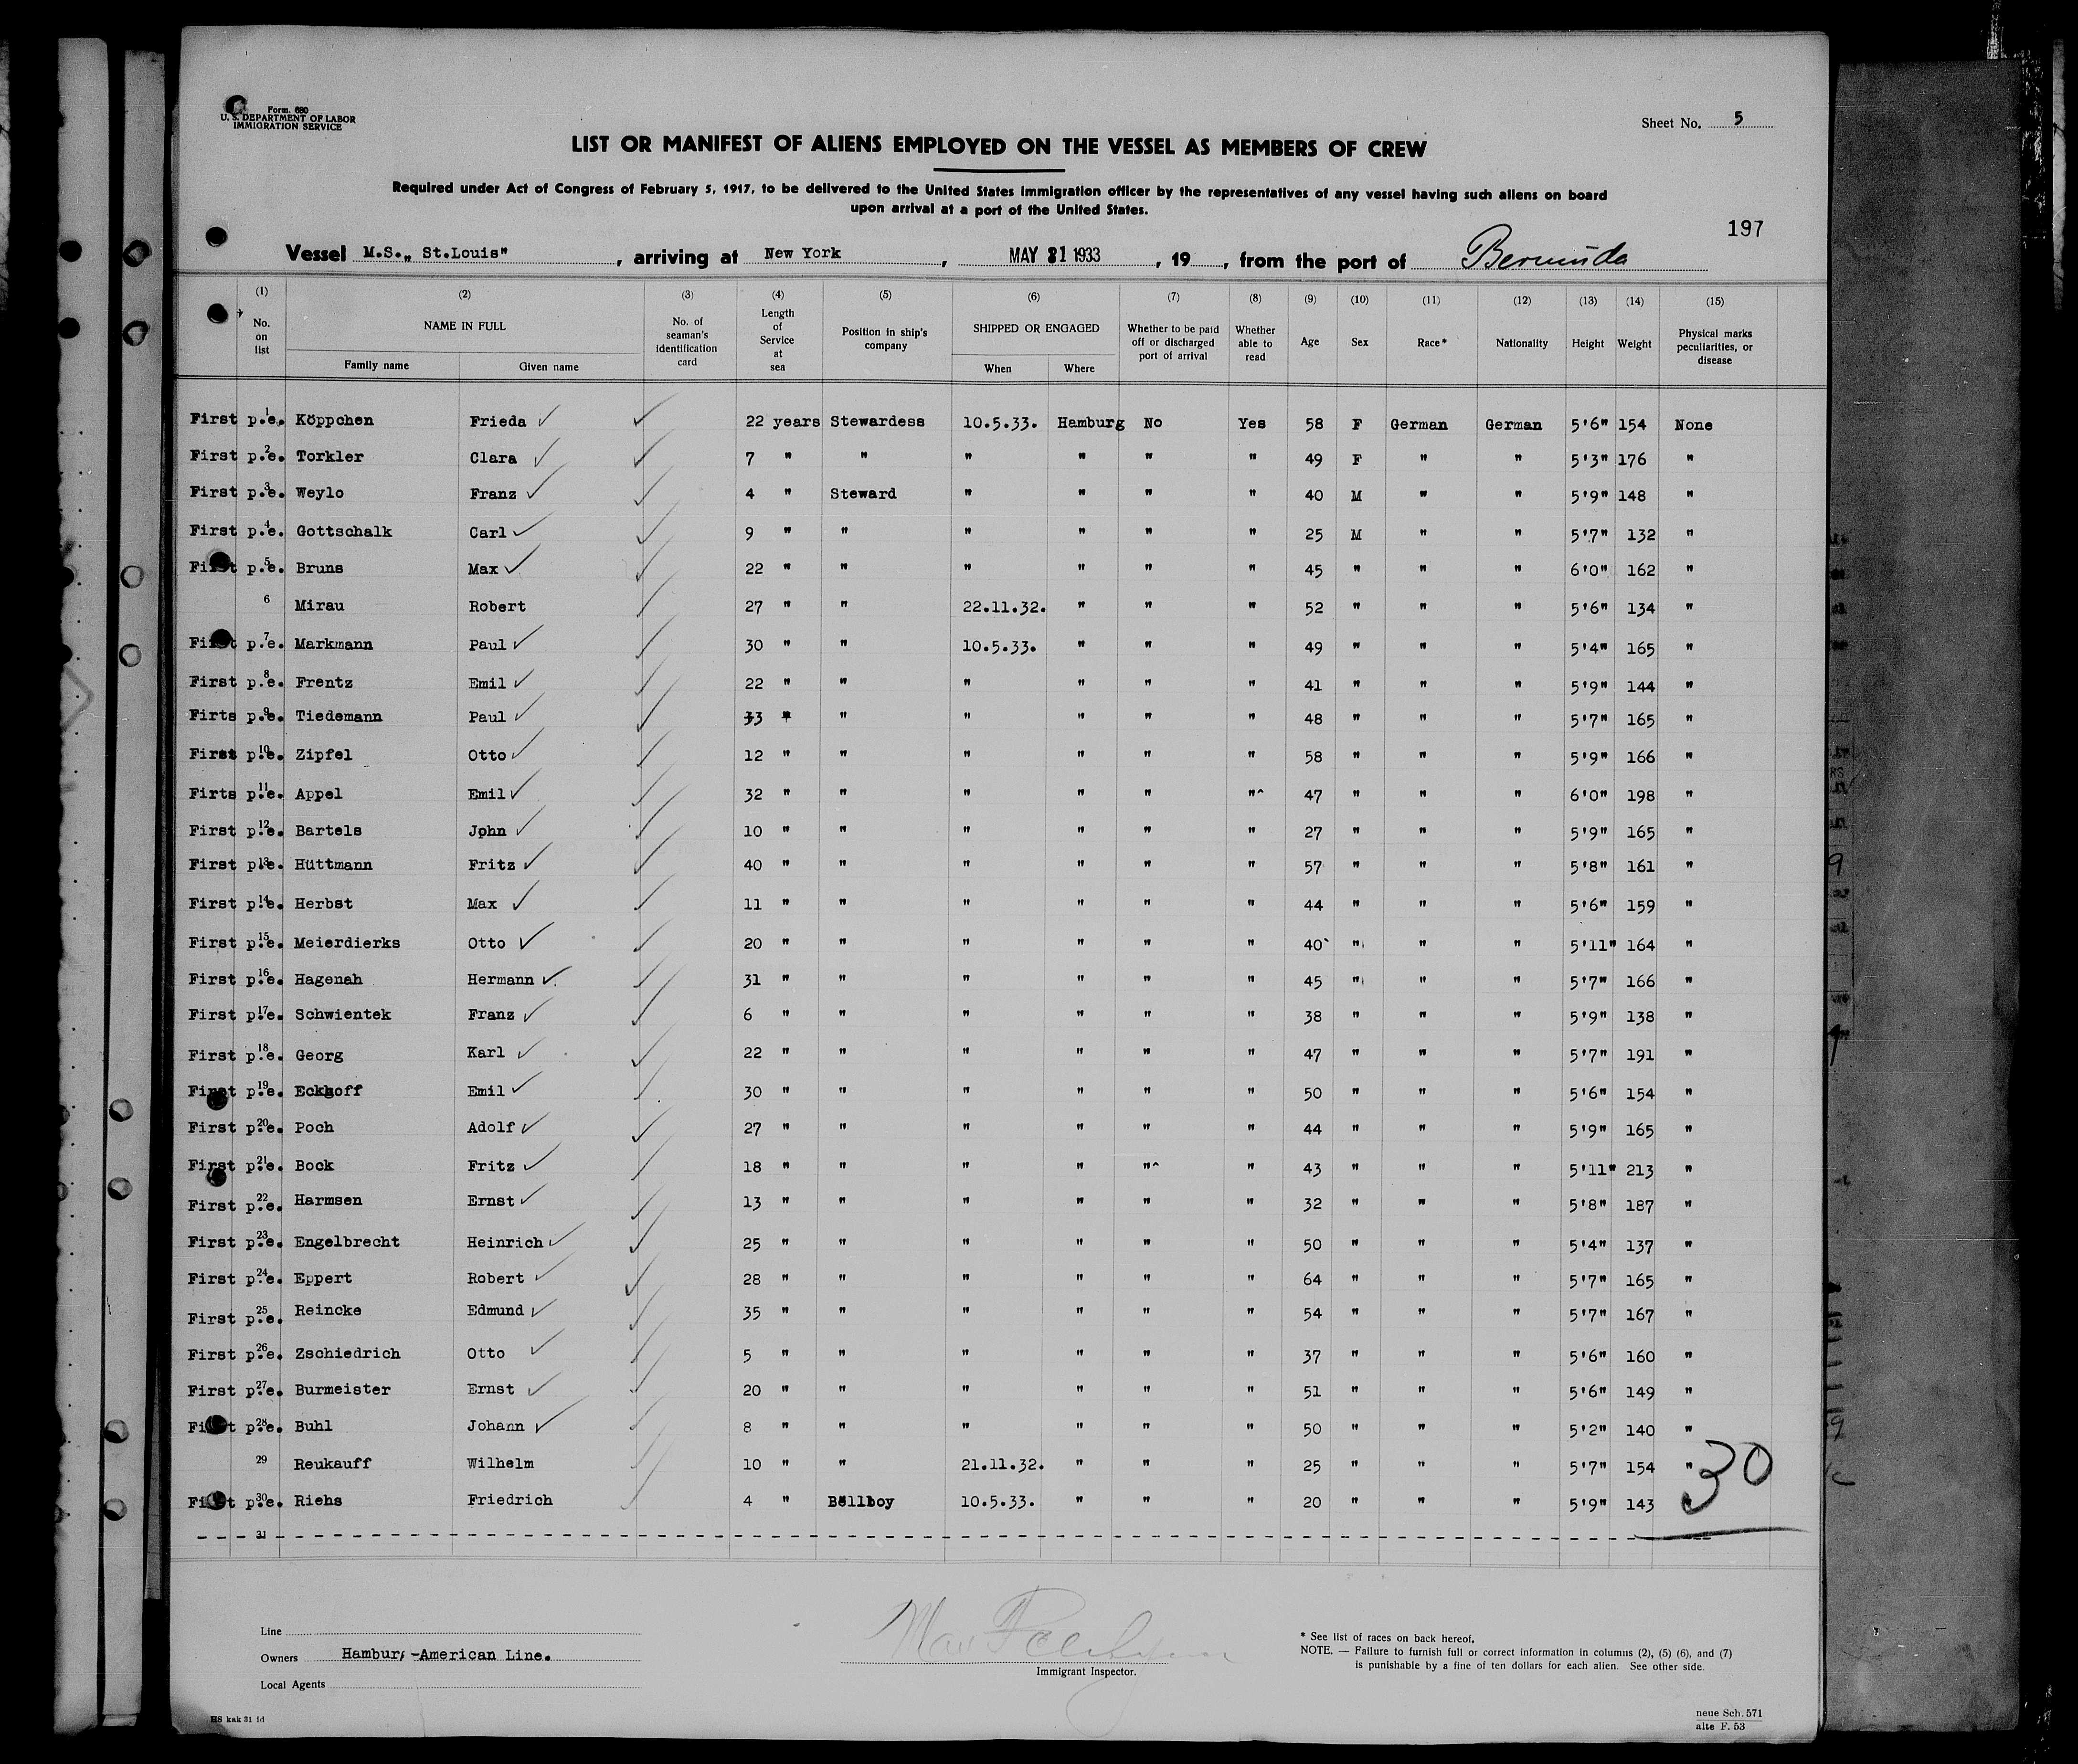 Form. 680
U. S. DEPARTMENT OF LABOR
IMMIGRATION SERVICE
Sheet No. 5
LIST OR MANIFEST OF ALIENS EMPLOYED ON THE VESSEL AS MEMBERS OF CREW
Required under Act of Congress of February 5, 1917, to be delivered to the United States Immigration officer by the representatives of any vessel having such aliens on board
upon arrival at a port of the United States.
197
Vessel M.S.„ St.Louis" , arriving at New York , MAY 31 1933 , 19 , from the port of Bermuda
(1) (2) (3) (4) (5) (6) (7) (8) (9) (10) (11) (12) (13) (14) (15)
No. on list NAME IN FULL Family name Given name No. of seaman's identification card Length of Service at sea Position in ship's company SHIPPED OR ENGAGED When Where Whether to be paid off or discharged port of arrival Whether able to read Age Sex Race* Nationality Height Weight Physical marks peculiarities, or disease
First p.e. 1 Köppchen Frieda ✓ ✓ 22 years Stewardess 10.5.33. Hamburg No Yes 58 F German German 5'6" 154 None
First p.e. 2 Torkler Clara ✓ ✓ 7 " " " " " " 49 F " " 5'3" 176 "
First p.e. 3 Weylo Franz ✓ ✓ 4 " Steward " " " " 40 M " " 5'9" 148 "
First p.e. 4 Gottschalk Carl ✓ ✓ 9 " " " " " " 25 M " " 5'7" 132 "
First p.e. 5 Bruns Max ✓ ✓ 22 " " " " " " 45 " " " 6'0" 162 "
6 Mirau Robert ✓ 27 " " 22.11.32. " " " 52 " " " 5'6" 134 "
First p.e. 7 Markmann Paul ✓ ✓ 30 " " 10.5.33. " " " 49 " " " 5'4" 165 "
First p.e. 8 Frentz Emil ✓ ✓ 22 " " " " " " 41 " " " 5'9" 144 "
Firts p.e. 9 Tiedemann Paul ✓ ✓ 33 " " " " " " 48 " " " 5'7" 165 "
First p.e. 10 Zipfel Otto ✓ ✓ 12 " " " " " " 58 " " " 5'9" 166 "
Firts p.e. 11 Appel Emil ✓ ✓ 32 " " " " " "^ 47 " " " 6'0" 198 "
First p.e. 12 Bartels John ✓ ✓ 10 " " " " " " 27 " " " 5'9" 165 "
First p.e. 13 Hüttmann Fritz ✓ ✓ 40 " " " " " " 57 " " " 5'8" 161 "
First p.e. 14 Herbst Max ✓ ✓ 11 " " " " " " 44 " " " 5'6" 159 "
First p.e. 15 Meierdierks Otto ✓ ✓ 20 " " " " " " 40 " " " 5'11" 164 "
First p.e. 16 Hagenah Hermann ✓ ✓ 31 " " " " " " 45 " " " 5'7" 166 "
First p.e. 17 Schwientek Franz ✓ ✓ 6 " " " " " " 38 " " " 5'9" 138 "
First p.e. 18 Georg Karl ✓ ✓ 22 " " " " " " 47 " " " 5'7" 191 "
First p.e. 19 Eckhoff Emil ✓ ✓ 30 " " " " " " 50 " " " 5'6" 154 "
First p.e. 20 Poch Adolf ✓ ✓ 27 " " " " " " 44 " " " 5'9" 165 "
First p.e. 21 Bock Fritz ✓ ✓ 18 " " " " "^ " 43 " " " 5'11" 213 "
First p.e. 22 Harmsen Ernst ✓ ✓ 13 " " " " " " 32 " " " 5'8" 187 "
First p.e. 23 Engelbrecht Heinrich ✓ ✓ 25 " " " " " " 50 " " " 5'4" 137 "
First p.e. 24 Eppert Robert ✓ ✓ 28 " " " " " " 64 " " " 5'7" 165 "
First p.e. 25 Reincke Edmund ✓ ✓ 35 " " " " " " 54 " " " 5'7" 167 "
First p.e. 26 Zschiedrich Otto ✓ ✓ 5 " " " " " " 37 " " " 5'6" 160 "
First p.e. 27 Burmeister Ernst ✓ ✓ 20 " " " " " " 51 " " " 5'6" 149 "
First p.e. 28 Buhl Johann ✓ ✓ 8 " " " " " " 50 " " " 5'2" 140 "
29 Reukauff Wilhelm ✓ 10 " " 21.11.32. " " " 25 " " " 5'7" 154 "
First p.e. 30 Riehs Friedrich ✓ 4 " Bellboy 10.5.33. " " " 20 " " " 5'9" 143 "
30
31
Line
Owners Hamburg-American Line.
Local Agents
Immigrant Inspector.
* See list of races on back hereof.
NOTE. — Failure to furnish full or correct information in columns (2), (5) (6), and (7)
is punishable by a fine of ten dollars for each alien. See other side.
HS kak 31 1d
neue Sch. 571
alte F. 53